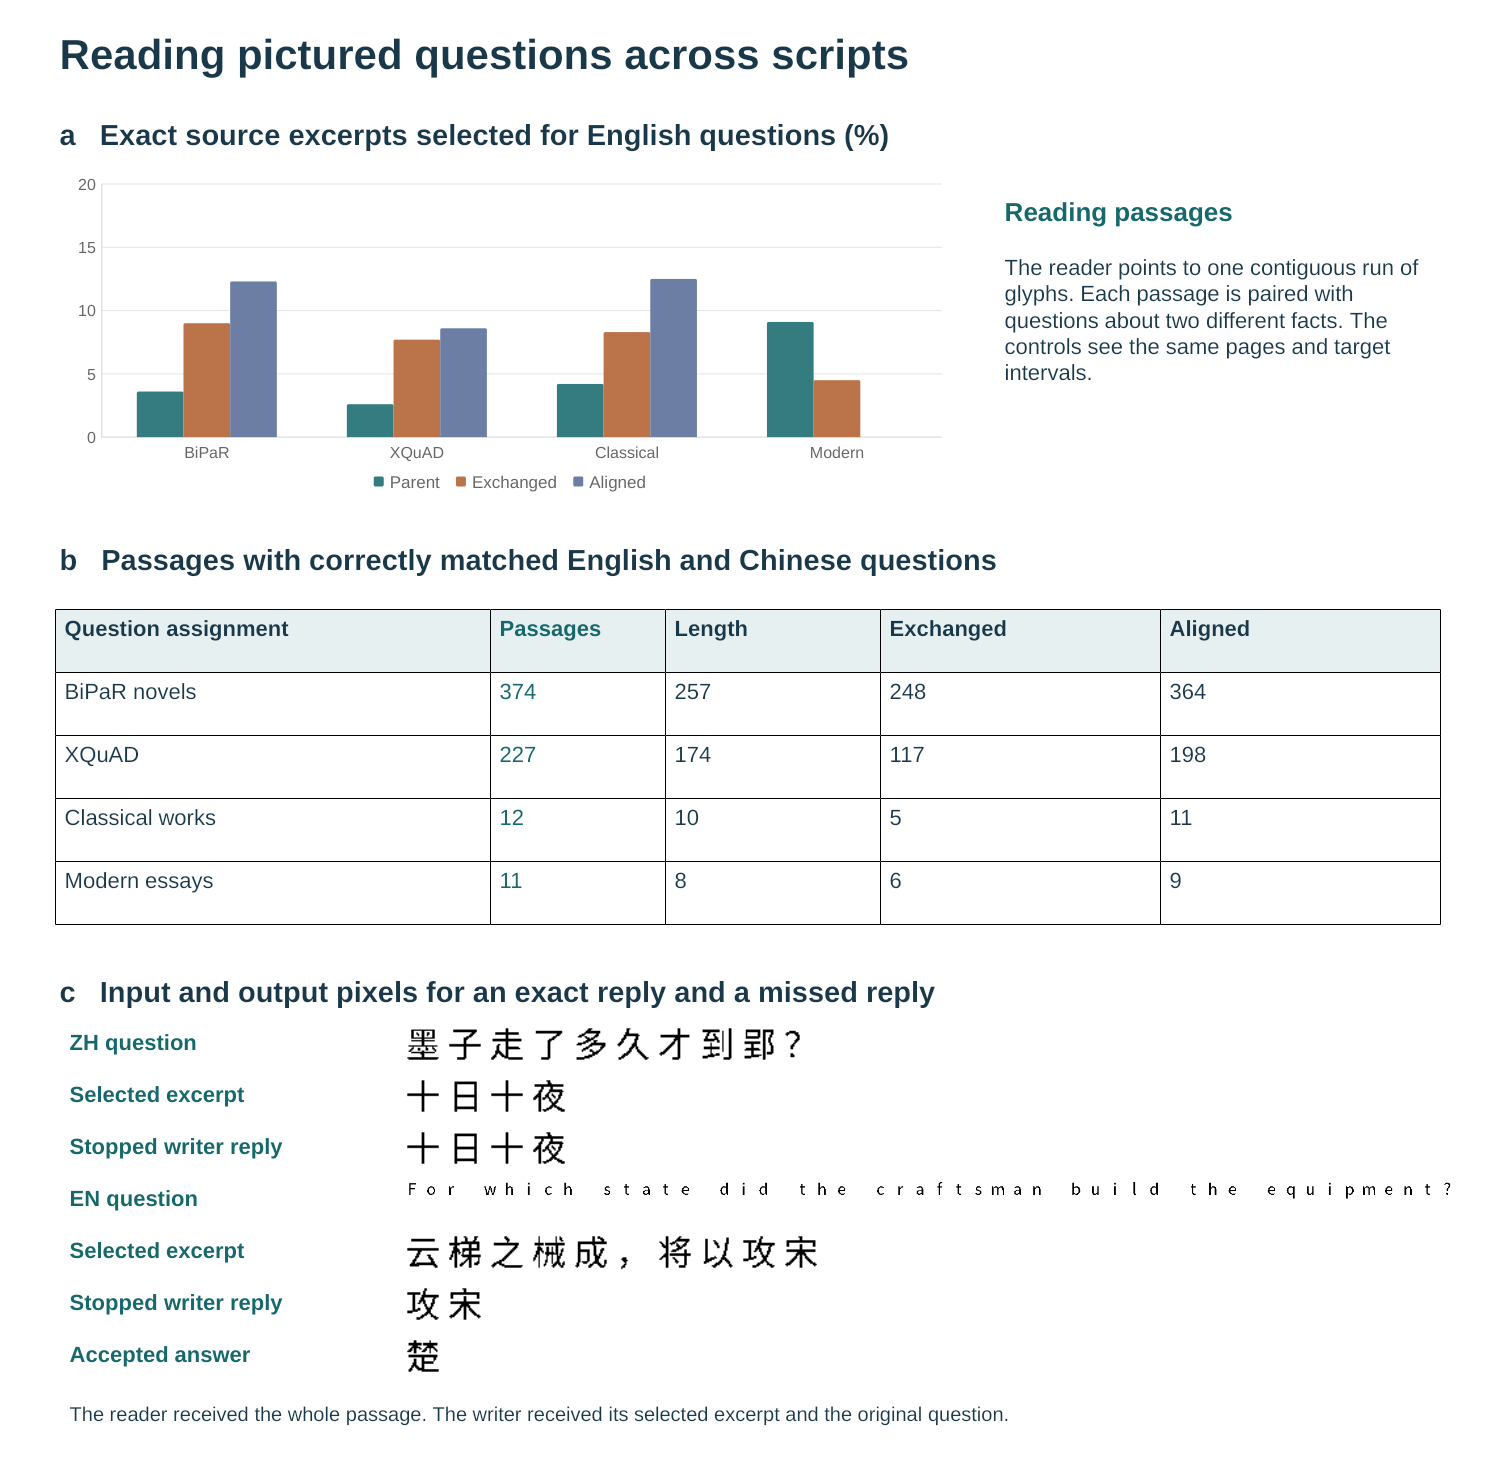 Reading pictured questions across scripts
a Exact source excerpts selected for English questions (%)
20
15
10
5
0
BiPaR
XQuAD
Classical
Modern
Parent
Exchanged
Aligned
Reading passages
The reader points to one contiguous run of
glyphs. Each passage is paired with
questions about two different facts. The
controls see the same pages and target
intervals.
b Passages with correctly matched English and Chinese questions
Question assignment Passages Length Exchanged Aligned
BiPaR novels 374 257 248 364
XQuAD 227 174 117 198
Classical works 12 10 5 11
Modern essays 11 8 6 9
c Input and output pixels for an exact reply and a missed reply
ZH question 墨子走了多久才到郢？
Selected excerpt 十日十夜
Stopped writer reply 十日十夜
EN question For which state did the craftsman build the equipment?
Selected excerpt 云梯之械成，将以攻宋
Stopped writer reply 攻宋
Accepted answer 楚
The reader received the whole passage. The writer received its selected excerpt and the original question.